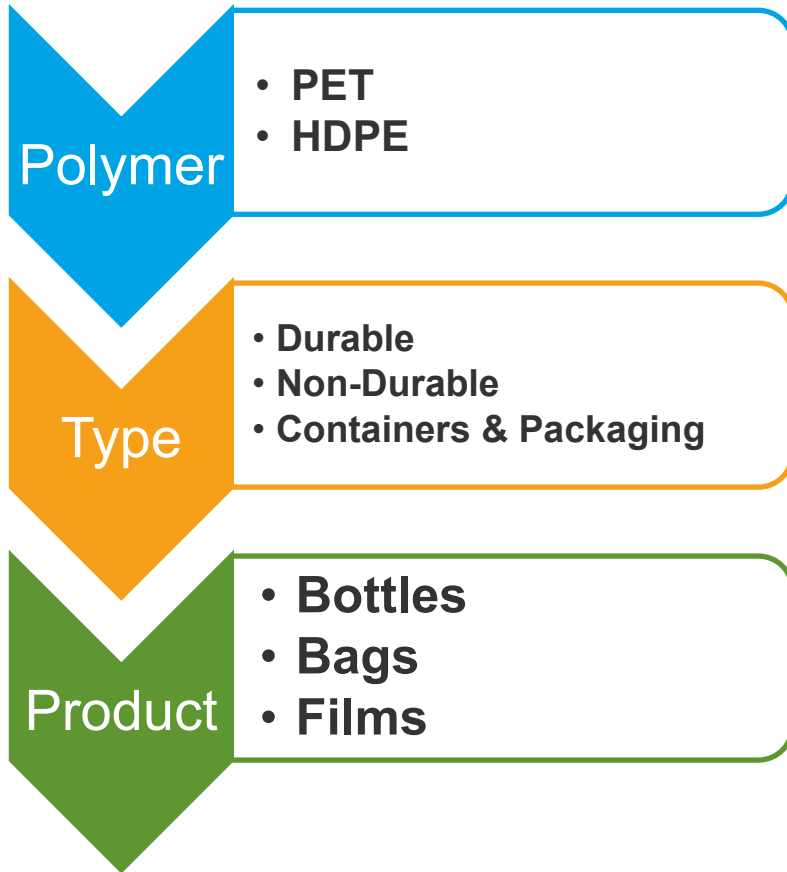 Polymer
• PET
• HDPE
Type
• Durable
• Non-Durable
• Containers & Packaging
Product
• Bottles
• Bags
• Films